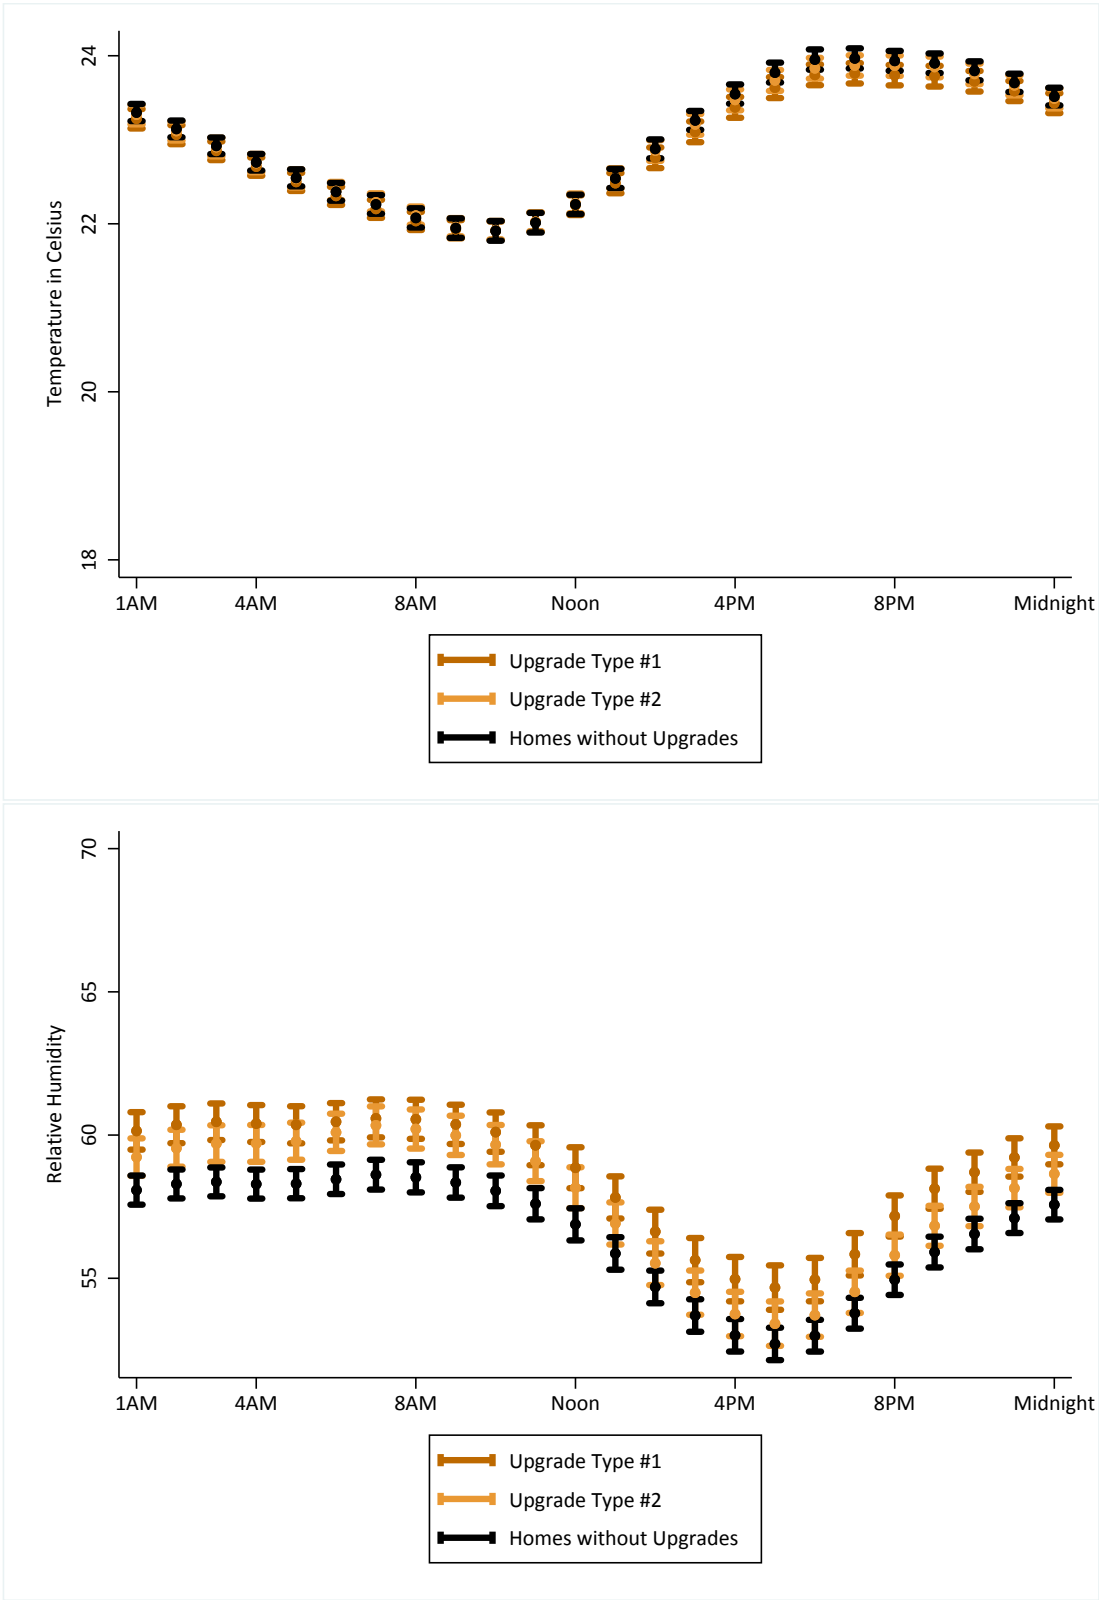 Temperature in Celsius
24
22
20
18
1AM 4AM 8AM Noon 4PM 8PM Midnight
Upgrade Type #1
Upgrade Type #2
Homes without Upgrades
Relative Humidity
70
65
60
55
1AM 4AM 8AM Noon 4PM 8PM Midnight
Upgrade Type #1
Upgrade Type #2
Homes without Upgrades